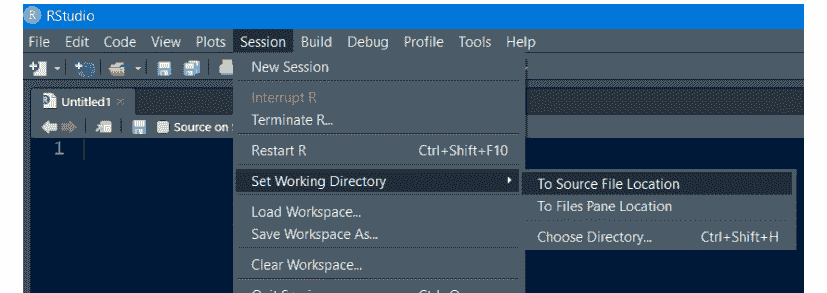 RStudio
File Edit Code View Plots Session Build Debug Profile Tools Help
New Session
Untitled1
Interrupt R
Terminate R...
Source on
1
Restart R Ctrl+Shift+F10
Set Working Directory
To Source File Location
To Files Pane Location
Load Workspace...
Save Workspace As...
Choose Directory... Ctrl+Shift+H
Clear Workspace...